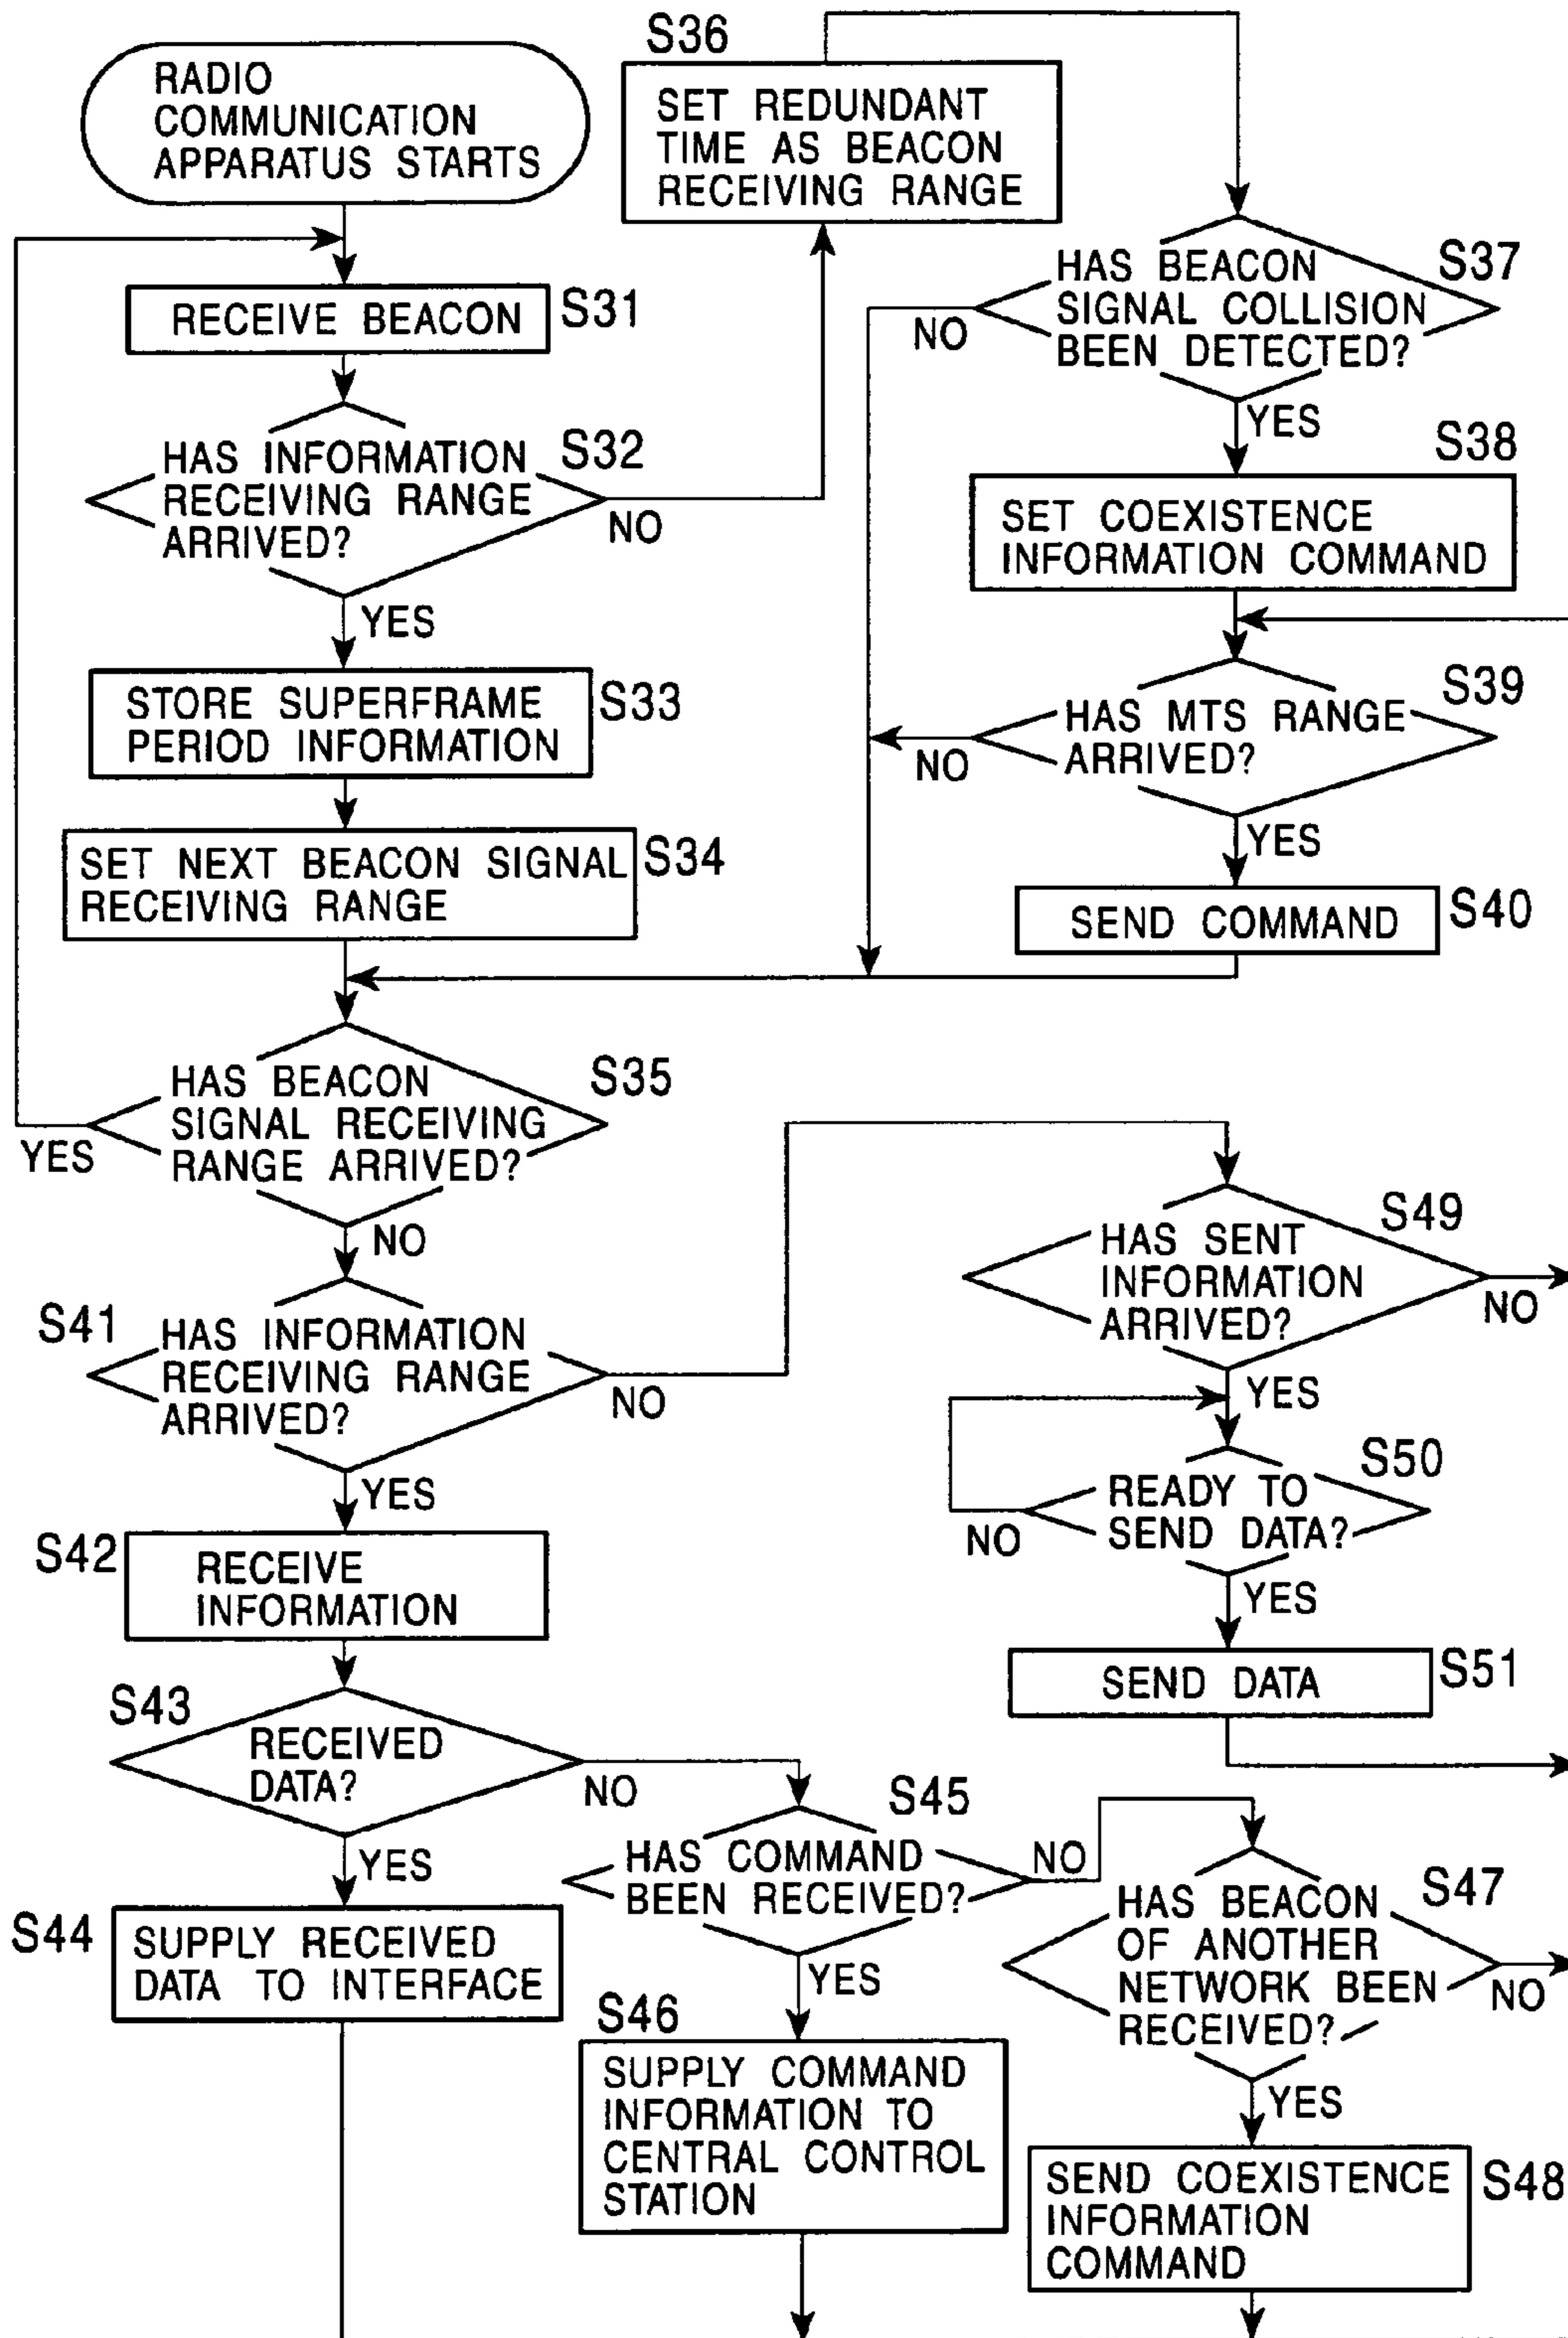 RADIO
COMMUNICATION
APPARATUS STARTS
RECEIVE BEACON
S31
HAS INFORMATION
RECEIVING RANGE
ARRIVED?
S32
NO
YES
STORE SUPERFRAME
PERIOD INFORMATION
S33
SET NEXT BEACON SIGNAL
RECEIVING RANGE
S34
HAS BEACON
SIGNAL RECEIVING
RANGE ARRIVED?
S35
YES
NO
S36
SET REDUNDANT
TIME AS BEACON
RECEIVING RANGE
HAS BEACON
SIGNAL COLLISION
BEEN DETECTED?
S37
NO
YES
S38
SET COEXISTENCE
INFORMATION COMMAND
HAS MTS RANGE
ARRIVED?
S39
NO
YES
SEND COMMAND
S40
S41
HAS INFORMATION
RECEIVING RANGE
ARRIVED?
NO
YES
S42
RECEIVE
INFORMATION
S43
RECEIVED
DATA?
NO
YES
S44
SUPPLY RECEIVED
DATA TO INTERFACE
S45
HAS COMMAND
BEEN RECEIVED?
NO
YES
S46
SUPPLY COMMAND
INFORMATION TO
CENTRAL CONTROL
STATION
S47
HAS BEACON
OF ANOTHER
NETWORK BEEN
RECEIVED?
NO
YES
SEND COEXISTENCE
INFORMATION
COMMAND
S48
S49
HAS SENT
INFORMATION
ARRIVED?
NO
YES
S50
READY TO
SEND DATA?
NO
YES
SEND DATA
S51